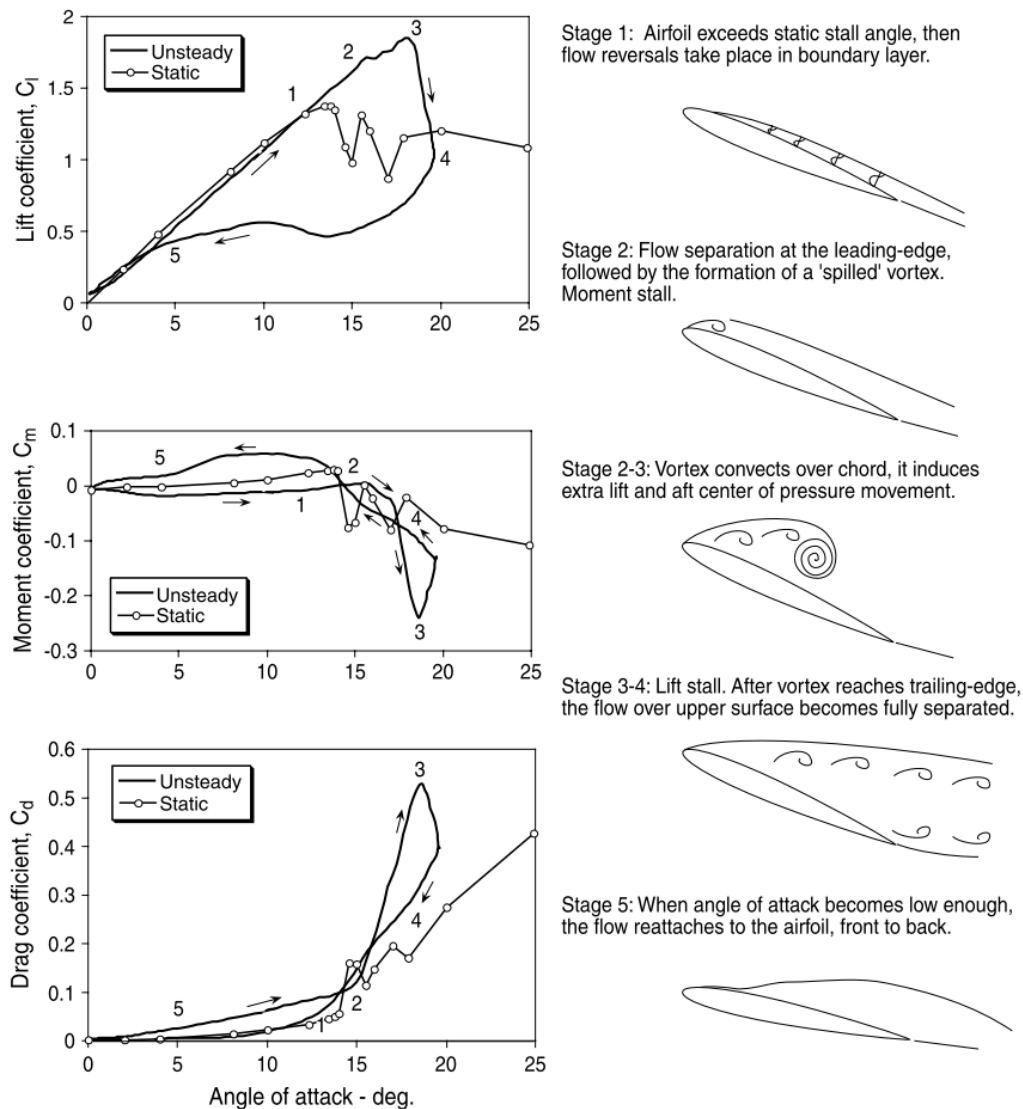 2
1.5
1
0.5
0
Lift coefficient, Cl
Unsteady
Static
1
2
3
4
5
0 5 10 15 20 25
Stage 1: Airfoil exceeds static stall angle, then
flow reversals take place in boundary layer.
Stage 2: Flow separation at the leading-edge,
followed by the formation of a 'spilled' vortex.
Moment stall.
0.1
0
-0.1
-0.2
-0.3
Moment coefficient, Cm
5
1
2
4
3
Unsteady
Static
0 5 10 15 20 25
Stage 2-3: Vortex convects over chord, it induces
extra lift and aft center of pressure movement.
Stage 3-4: Lift stall. After vortex reaches trailing-edge,
the flow over upper surface becomes fully separated.
0.6
0.5
0.4
0.3
0.2
0.1
0
Drag coefficient, Cd
Unsteady
Static
3
4
5
2
1
0 5 10 15 20 25
Angle of attack - deg.
Stage 5: When angle of attack becomes low enough,
the flow reattaches to the airfoil, front to back.